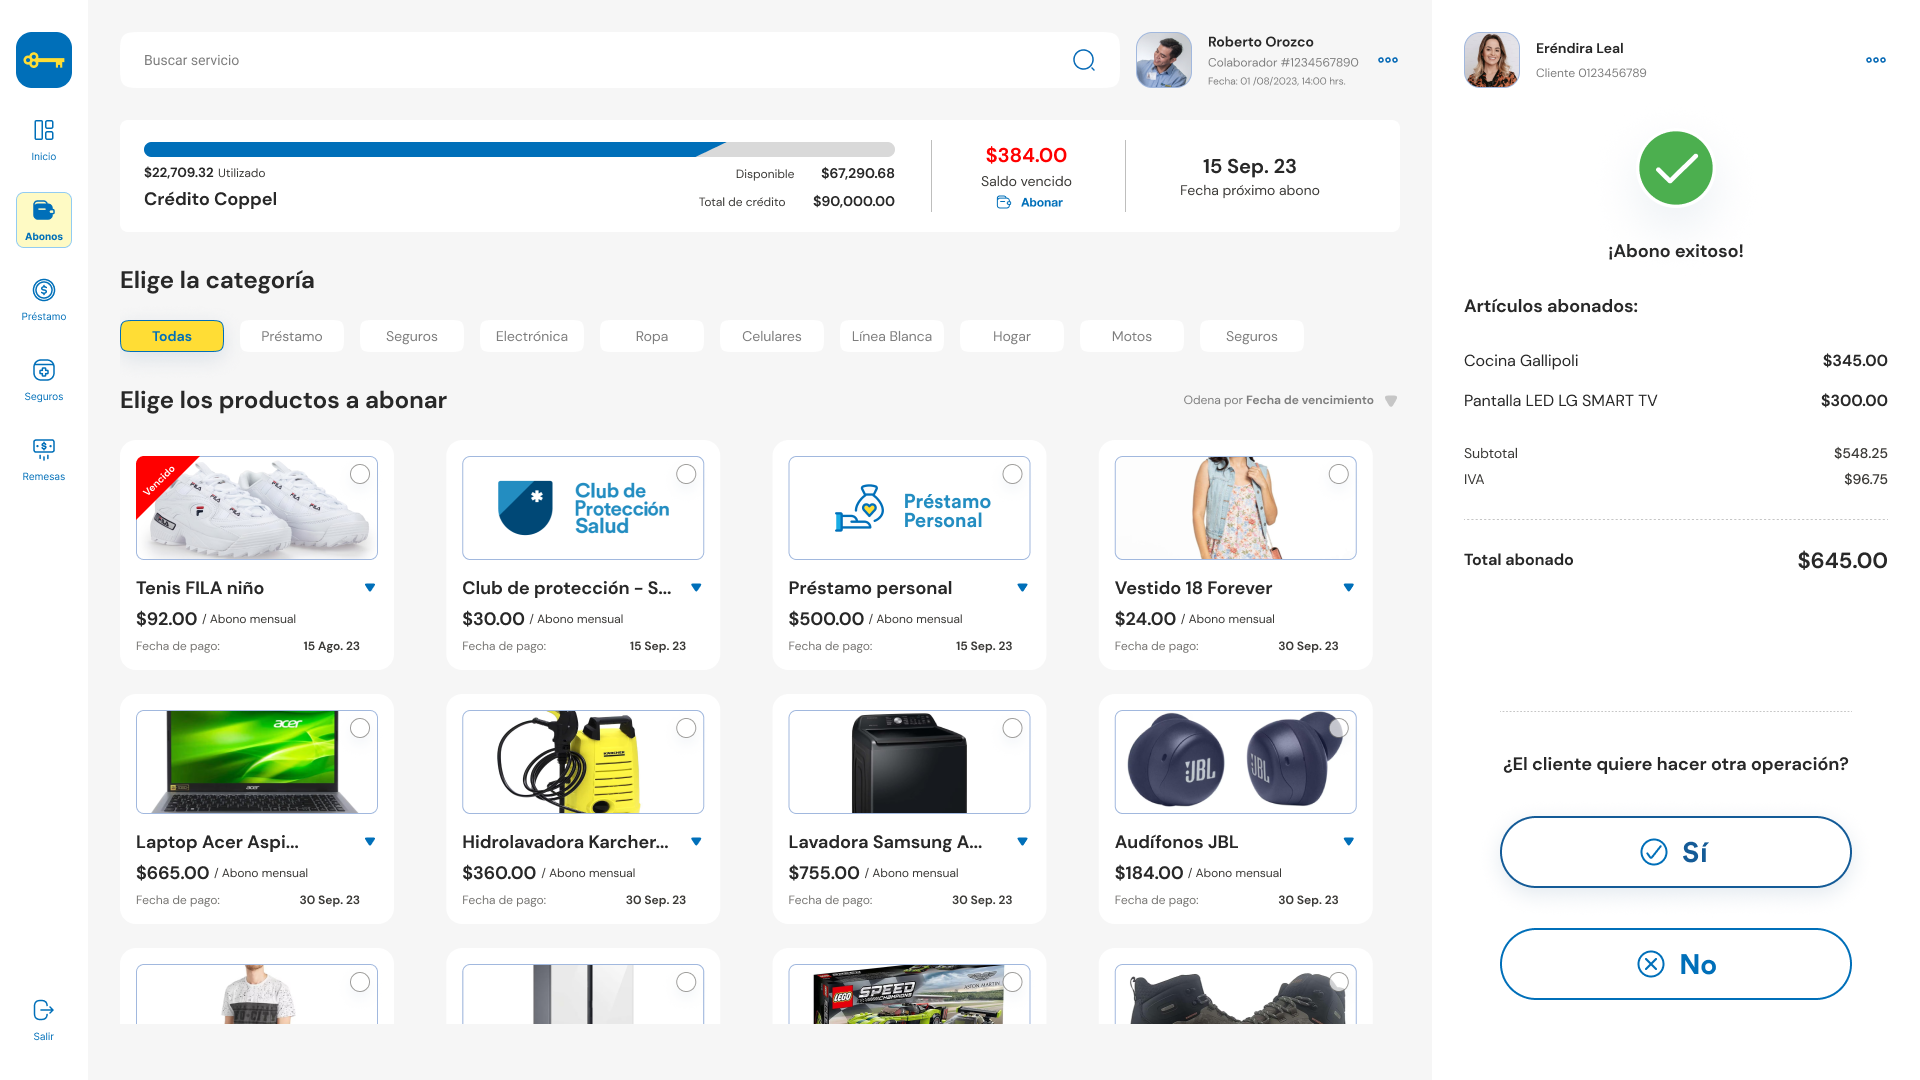 Buscar servicio
Roberto Orozco
Colaborador #1234567890
Fecha: 01 /08/2023, 14:00 hrs.
Eréndira Leal
Cliente 0123456789
Inicio
Abonos
Préstamo
Seguros
Remesas
Salir
$22,709.32 Utilizado
Disponible $67,290.68
Crédito Coppel
Total de crédito $90,000.00
$384.00
Saldo vencido
Abonar
15 Sep. 23
Fecha próximo abono
Elige la categoría
Todas
Préstamo
Seguros
Electrónica
Ropa
Celulares
Línea Blanca
Hogar
Motos
Seguros
Elige los productos a abonar
Odena por Fecha de vencimiento
Vencido
FILA
Tenis FILA niño
$92.00 / Abono mensual
Fecha de pago: 15 Ago. 23
Club de
Protección
Salud
Club de protección - S...
$30.00 / Abono mensual
Fecha de pago: 15 Sep. 23
Préstamo
Personal
Préstamo personal
$500.00 / Abono mensual
Fecha de pago: 15 Sep. 23
Vestido 18 Forever
$24.00 / Abono mensual
Fecha de pago: 30 Sep. 23
acer
acer
Laptop Acer Aspi...
$665.00 / Abono mensual
Fecha de pago: 30 Sep. 23
KARCHER
Hidrolavadora Karcher...
$360.00 / Abono mensual
Fecha de pago: 30 Sep. 23
Lavadora Samsung A...
$755.00 / Abono mensual
Fecha de pago: 30 Sep. 23
JBL
JBL
Audífonos JBL
$184.00 / Abono mensual
Fecha de pago: 30 Sep. 23
LEGO
SPEED
CHAMPIONS
ASTON MARTIN
¡Abono exitoso!
Artículos abonados:
Cocina Gallipoli $345.00
Pantalla LED LG SMART TV $300.00
Subtotal $548.25
IVA $96.75
Total abonado $645.00
¿El cliente quiere hacer otra operación?
Sí
No